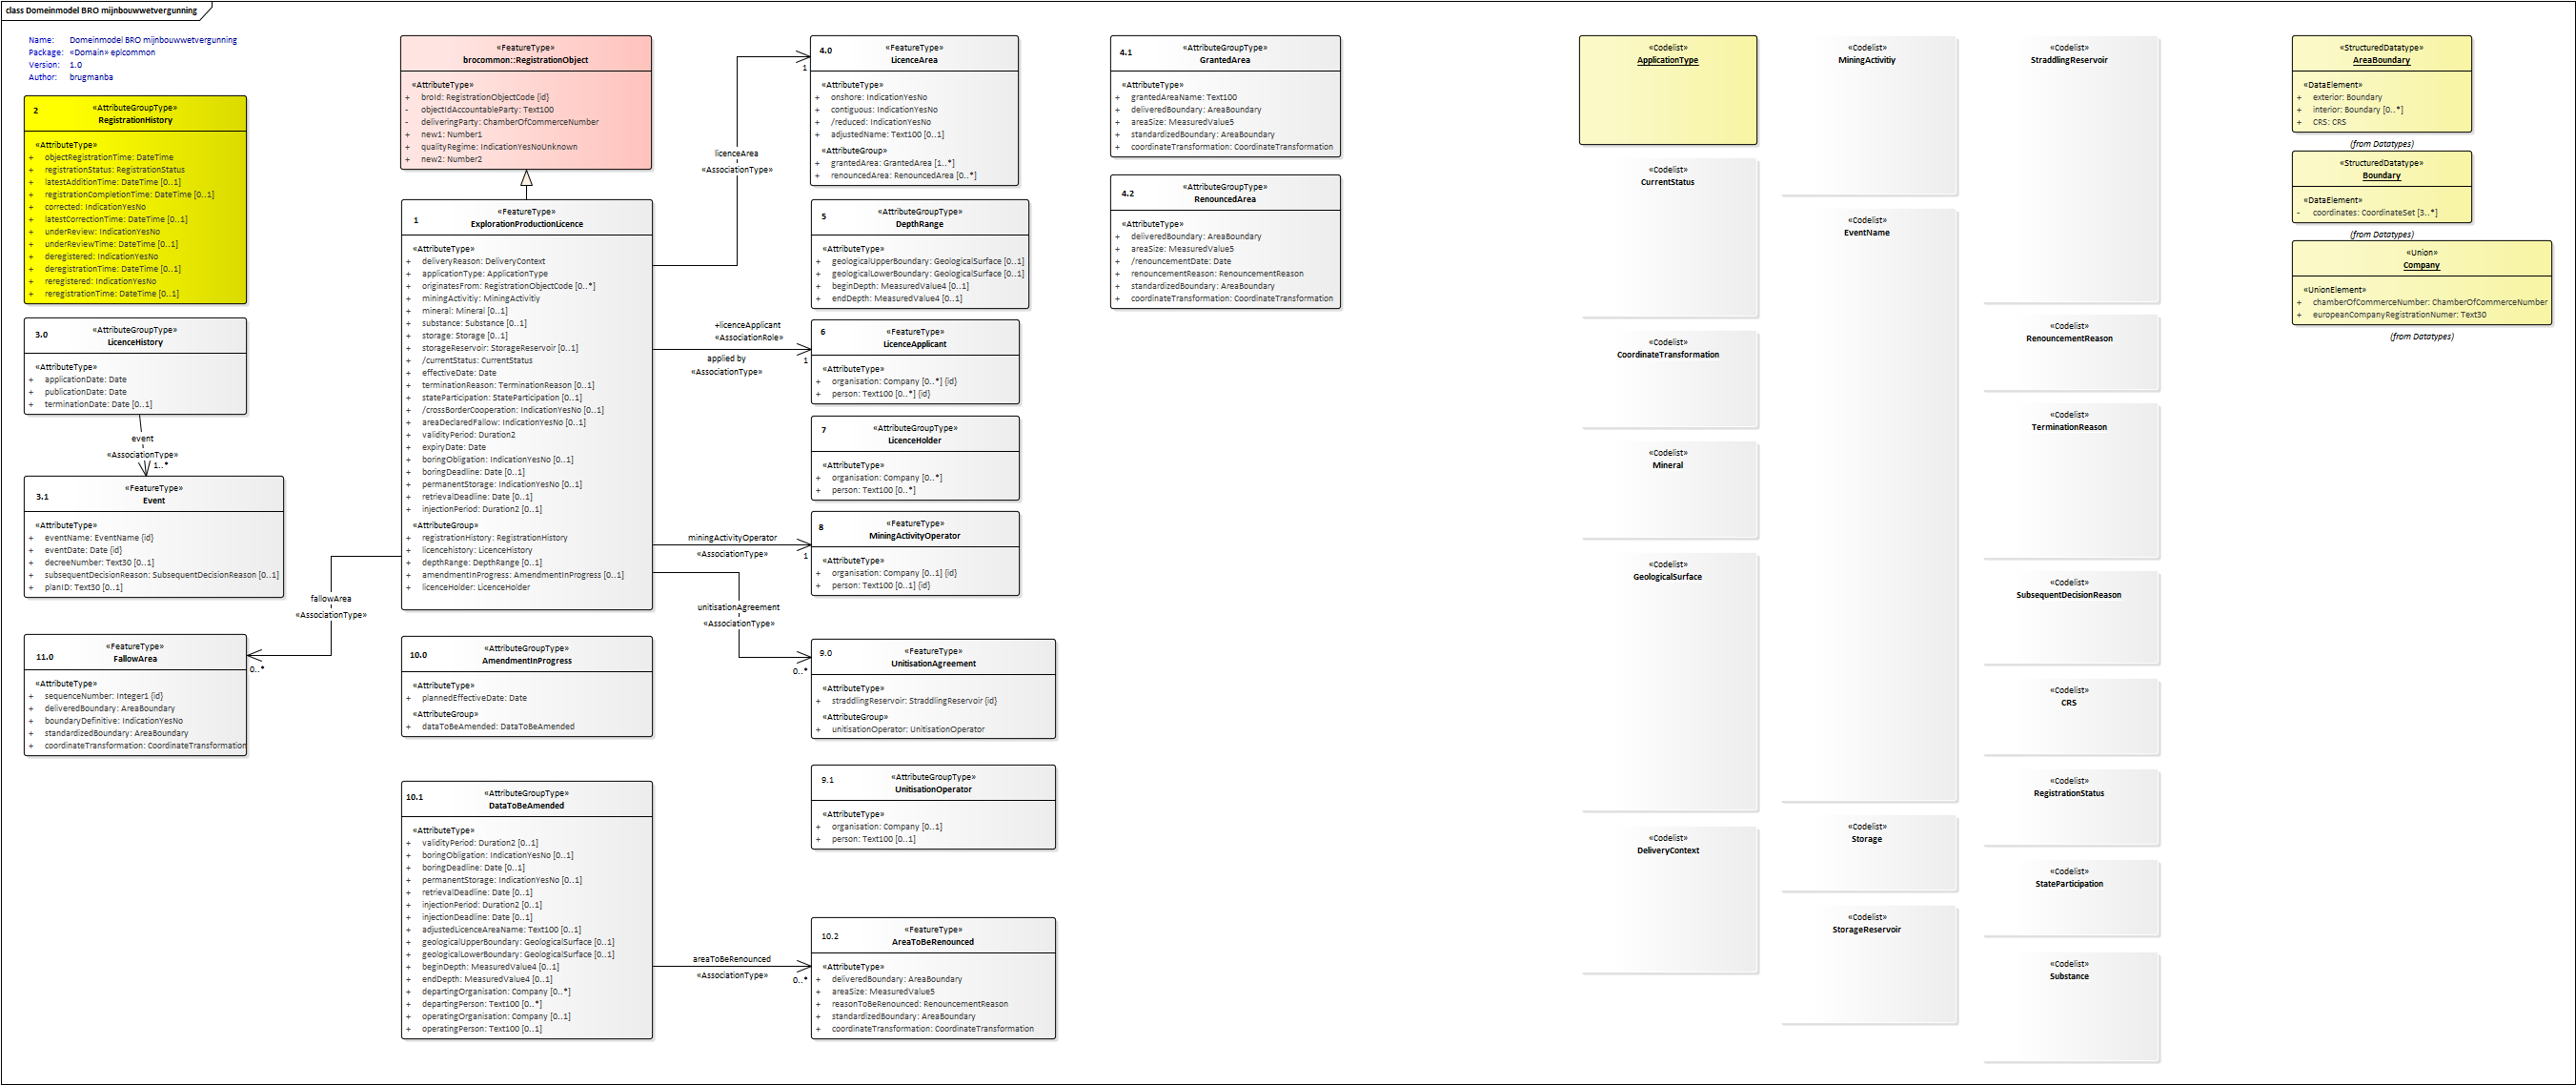 class Domeinmodel BRO mijnbouwwetvergunning
Name: Domeinmodel BRO mijnbouwwetvergunning
Package: «Domain» eplcommon
Version: 1.0
Author: brugmanba
2
«AttributeGroupType»
RegistrationHistory
«AttributeType»
+ objectRegistrationTime: DateTime
+ registrationStatus: RegistrationStatus
+ latestAdditionTime: DateTime [0..1]
+ registrationCompletionTime: DateTime [0..1]
+ corrected: IndicationYesNo
+ latestCorrectionTime: DateTime [0..1]
+ underReview: IndicationYesNo
+ underReviewTime: DateTime [0..1]
+ deregistered: IndicationYesNo
+ deregistrationTime: DateTime [0..1]
+ reregistered: IndicationYesNo
+ reregistrationTime: DateTime [0..1]
3.0
«AttributeGroupType»
LicenceHistory
«AttributeType»
+ applicationDate: Date
+ publicationDate: Date
+ terminationDate: Date [0..1]
event
«AssociationType»
1..*
3.1
«FeatureType»
Event
«AttributeType»
+ eventName: EventName {id}
+ eventDate: Date {id}
+ decreeNumber: Text30 [0..1]
+ subsequentDecisionReason: SubsequentDecisionReason [0..1]
+ planID: Text30 [0..1]
fallowArea
«AssociationType»
0..*
11.0
«FeatureType»
FallowArea
«AttributeType»
+ sequenceNumber: Integer1 {id}
+ deliveredBoundary: AreaBoundary
+ boundaryDefinitive: IndicationYesNo
+ standardizedBoundary: AreaBoundary
+ coordinateTransformation: CoordinateTransformation
«FeatureType»
brocommon::RegistrationObject
«AttributeType»
+ broId: RegistrationObjectCode {id}
- objectIdAccountableParty: Text100
- deliveringParty: ChamberOfCommerceNumber
+ new1: Number1
+ qualityRegime: IndicationYesNoUnknown
+ new2: Number2
1
«FeatureType»
ExplorationProductionLicence
«AttributeType»
+ deliveryReason: DeliveryContext
+ applicationType: ApplicationType
+ originatesFrom: RegistrationObjectCode [0..*]
+ miningActivitiy: MiningActivitiy
+ mineral: Mineral [0..1]
+ substance: Substance [0..1]
+ storage: Storage [0..1]
+ storageReservoir: StorageReservoir [0..1]
+ /currentStatus: CurrentStatus
+ effectiveDate: Date
+ terminationReason: TerminationReason [0..1]
+ stateParticipation: StateParticipation [0..1]
+ /crossBorderCooperation: IndicationYesNo [0..1]
+ areaDeclaredFallow: IndicationYesNo [0..1]
+ validityPeriod: Duration2
+ expiryDate: Date
+ boringObligation: IndicationYesNo [0..1]
+ boringDeadline: Date [0..1]
+ permanentStorage: IndicationYesNo [0..1]
+ retrievalDeadline: Date [0..1]
+ injectionPeriod: Duration2 [0..1]
«AttributeGroup»
+ registrationHistory: RegistrationHistory
+ licencehistory: LicenceHistory
+ depthRange: DepthRange [0..1]
+ amendmentInProgress: AmendmentInProgress [0..1]
+ licenceHolder: LicenceHolder
10.0
«AttributeGroupType»
AmendmentInProgress
«AttributeType»
+ plannedEffectiveDate: Date
«AttributeGroup»
+ dataToBeAmended: DataToBeAmended
10.1
«AttributeGroupType»
DataToBeAmended
«AttributeType»
+ validityPeriod: Duration2 [0..1]
+ boringObligation: IndicationYesNo [0..1]
+ boringDeadline: Date [0..1]
+ permanentStorage: IndicationYesNo [0..1]
+ retrievalDeadline: Date [0..1]
+ injectionPeriod: Duration2 [0..1]
+ injectionDeadline: Date [0..1]
+ adjustedLicenceAreaName: Text100 [0..1]
+ geologicalUpperBoundary: GeologicalSurface [0..1]
+ geologicalLowerBoundary: GeologicalSurface [0..1]
+ beginDepth: MeasuredValue4 [0..1]
+ endDepth: MeasuredValue4 [0..1]
+ departingOrganisation: Company [0..*]
+ departingPerson: Text100 [0..*]
+ operatingOrganisation: Company [0..1]
+ operatingPerson: Text100 [0..1]
licenceArea
«AssociationType»
1
+licenceApplicant
«AssociationRole»
applied by
«AssociationType»
1
miningActivityOperator
«AssociationType»
1
unitisationAgreement
«AssociationType»
0..*
areaToBeRenounced
«AssociationType»
0..*
4.0
«FeatureType»
LicenceArea
«AttributeType»
+ onshore: IndicationYesNo
+ contiguous: IndicationYesNo
+ /reduced: IndicationYesNo
+ adjustedName: Text100 [0..1]
«AttributeGroup»
+ grantedArea: GrantedArea [1..*]
+ renouncedArea: RenouncedArea [0..*]
5
«AttributeGroupType»
DepthRange
«AttributeType»
+ geologicalUpperBoundary: GeologicalSurface [0..1]
+ geologicalLowerBoundary: GeologicalSurface [0..1]
+ beginDepth: MeasuredValue4 [0..1]
+ endDepth: MeasuredValue4 [0..1]
6
«FeatureType»
LicenceApplicant
«AttributeType»
+ organisation: Company [0..*] {id}
+ person: Text100 [0..*] {id}
7
«AttributeGroupType»
LicenceHolder
«AttributeType»
+ organisation: Company [0..*]
+ person: Text100 [0..*]
8
«FeatureType»
MiningActivityOperator
«AttributeType»
+ organisation: Company [0..1] {id}
+ person: Text100 [0..1] {id}
9.0
«FeatureType»
UnitisationAgreement
«AttributeType»
+ straddlingReservoir: StraddlingReservoir {id}
«AttributeGroup»
+ unitisationOperator: UnitisationOperator
9.1
«AttributeGroupType»
UnitisationOperator
«AttributeType»
+ organisation: Company [0..1]
+ person: Text100 [0..1]
10.2
«FeatureType»
AreaToBeRenounced
«AttributeType»
+ deliveredBoundary: AreaBoundary
+ areaSize: MeasuredValue5
+ reasonToBeRenounced: RenouncementReason
+ standardizedBoundary: AreaBoundary
+ coordinateTransformation: CoordinateTransformation
4.1
«AttributeGroupType»
GrantedArea
«AttributeType»
+ grantedAreaName: Text100
+ deliveredBoundary: AreaBoundary
+ areaSize: MeasuredValue5
+ standardizedBoundary: AreaBoundary
+ coordinateTransformation: CoordinateTransformation
4.2
«AttributeGroupType»
RenouncedArea
«AttributeType»
+ deliveredBoundary: AreaBoundary
+ areaSize: MeasuredValue5
+ /renouncementDate: Date
+ renouncementReason: RenouncementReason
+ standardizedBoundary: AreaBoundary
+ coordinateTransformation: CoordinateTransformation
«Codelist»
ApplicationType
«Codelist»
CurrentStatus
«Codelist»
CoordinateTransformation
«Codelist»
Mineral
«Codelist»
GeologicalSurface
«Codelist»
DeliveryContext
«Codelist»
MiningActivitiy
«Codelist»
EventName
«Codelist»
Storage
«Codelist»
StorageReservoir
«Codelist»
StraddlingReservoir
«Codelist»
RenouncementReason
«Codelist»
TerminationReason
«Codelist»
SubsequentDecisionReason
«Codelist»
CRS
«Codelist»
RegistrationStatus
«Codelist»
StateParticipation
«Codelist»
Substance
«StructuredDatatype»
AreaBoundary
«DataElement»
+ exterior: Boundary
+ interior: Boundary [0..*]
+ CRS: CRS
(from Datatypes)
«StructuredDatatype»
Boundary
«DataElement»
- coordinates: CoordinateSet [3..*]
(from Datatypes)
«Union»
Company
«UnionElement»
+ chamberOfCommerceNumber: ChamberOfCommerceNumber
+ europeanCompanyRegistrationNumer: Text30
(from Datatypes)